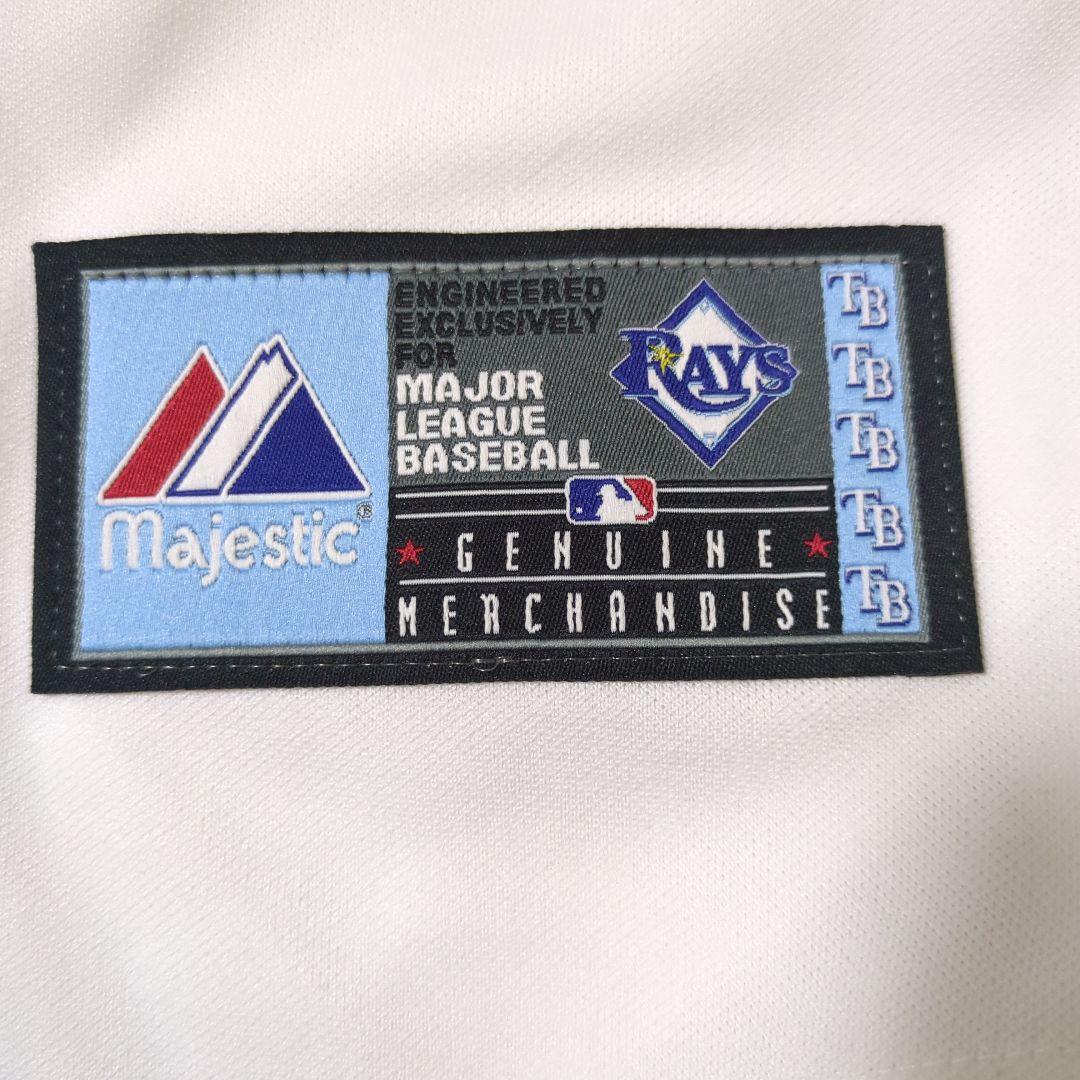 Majestic®
ENGINEERED
EXCLUSIVELY
FOR
MAJOR
LEAGUE
BASEBALL
RAYS
GENUINE
MERCHANDISE
TB
TB
TB
TB
TB